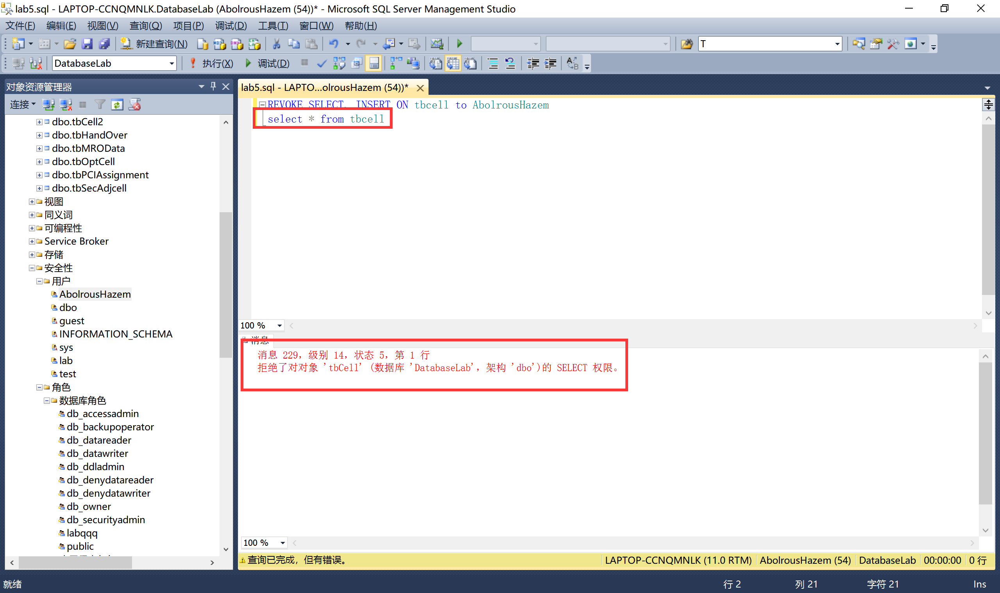 lab5.sql - LAPTOP-CCNQMNLK.DatabaseLab (AbolrousHazem (54))* - Microsoft SQL Server Management Studio
文件(F) 编辑(E) 视图(V) 查询(Q) 项目(P) 调试(D) 工具(T) 窗口(W) 帮助(H)
新建查询(N) T
DatabaseLab 执行(X) 调试(D)
对象资源管理器
连接
dbo.tbCell2
dbo.tbHandOver
dbo.tbMROData
dbo.tbOptCell
dbo.tbPCIAssignment
dbo.tbSecAdjcell
视图
同义词
可编程性
Service Broker
存储
安全性
用户
AbolrousHazem
dbo
guest
INFORMATION_SCHEMA
sys
lab
test
角色
数据库角色
db_accessadmin
db_backupoperator
db_datareader
db_datawriter
db_ddladmin
db_denydatareader
db_denydatawriter
db_owner
db_securityadmin
labqqq
public
lab5.sql - LAPTO...olrousHazem (54))*
REVOKE SELECT, INSERT ON tbcell to AbolrousHazem
select * from tbcell
100 %
消息
消息 229，级别 14，状态 5，第 1 行
拒绝了对对象 'tbCell' (数据库 'DatabaseLab'，架构 'dbo')的 SELECT 权限。
100 %
查询已完成，但有错误。 LAPTOP-CCNQMNLK (11.0 RTM) AbolrousHazem (54) DatabaseLab 00:00:00 0 行
就绪 行 2 列 21 字符 21 Ins